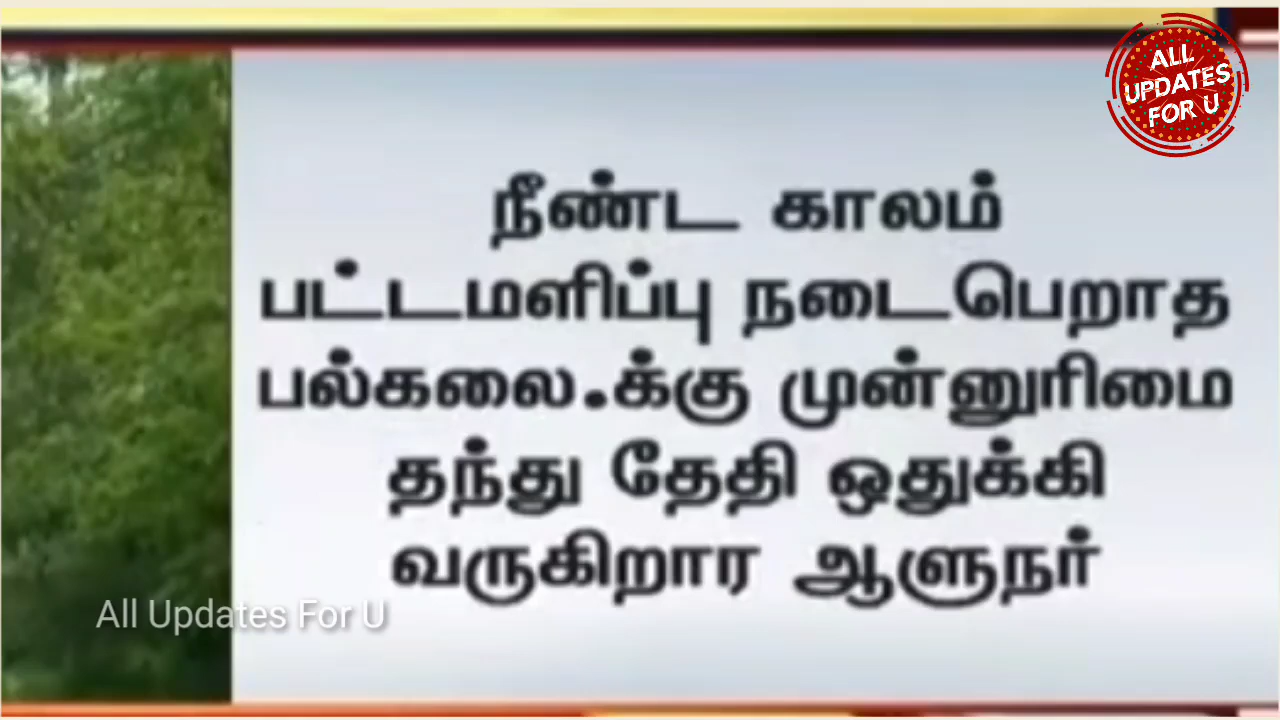 ALL
UPDATES
FOR U
நீண்ட காலம்
பட்டமளிப்பு நடைபெறாத
பல்கலை.க்கு முன்னுரிமை
தந்து தேதி ஒதுக்கி
வருகிறார ஆளுநர்
All Updates For U